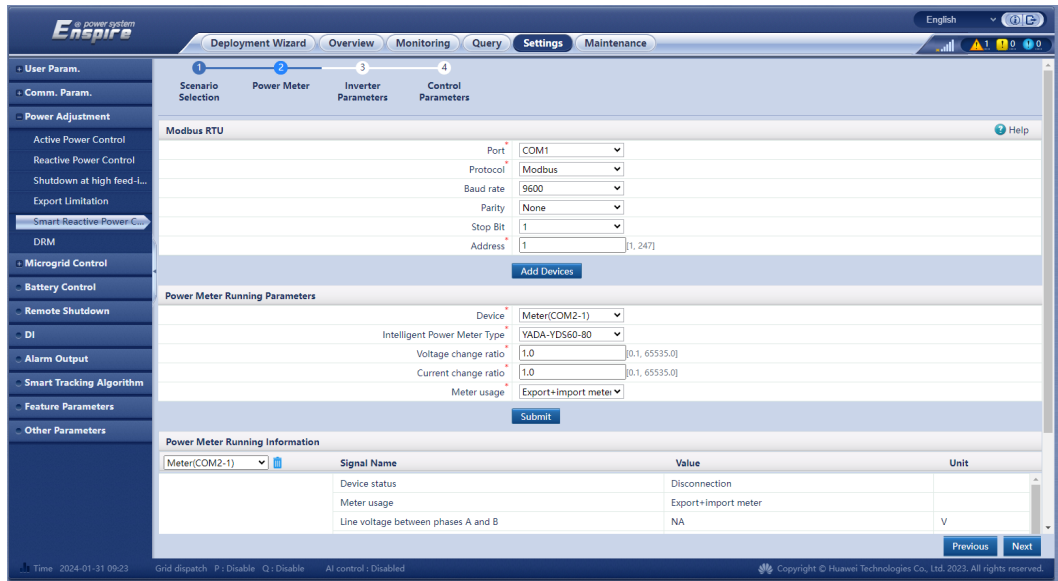 English
Enspire e power system
Deployment Wizard Overview Monitoring Query Settings Maintenance
1 0 0
User Param.
Comm. Param.
Power Adjustment
Active Power Control
Reactive Power Control
Shutdown at high feed-i...
Export Limitation
Smart Reactive Power C...
DRM
Microgrid Control
Battery Control
Remote Shutdown
DI
Alarm Output
Smart Tracking Algorithm
Feature Parameters
Other Parameters
1 2 3 4
Scenario Selection
Power Meter
Inverter Parameters
Control Parameters
Modbus RTU
Help
Port* COM1
Protocol* Modbus
Baud rate 9600
Parity None
Stop Bit 1
Address* 1 [1, 247]
Add Devices
Power Meter Running Parameters
Device* Meter(COM2-1)
Intelligent Power Meter Type* YADA-YDS60-80
Voltage change ratio* 1.0 [0.1, 65535.0]
Current change ratio* 1.0 [0.1, 65535.0]
Meter usage* Export+import meter
Submit
Power Meter Running Information
Meter(COM2-1) Signal Name Value Unit
Device status Disconnection
Meter usage Export+import meter
Line voltage between phases A and B NA V
Previous Next
Time 2024-01-31 09:23 Grid dispatch P : Disable Q : Disable AI control : Disabled Copyright © Huawei Technologies Co., Ltd. 2023. All rights reserved.